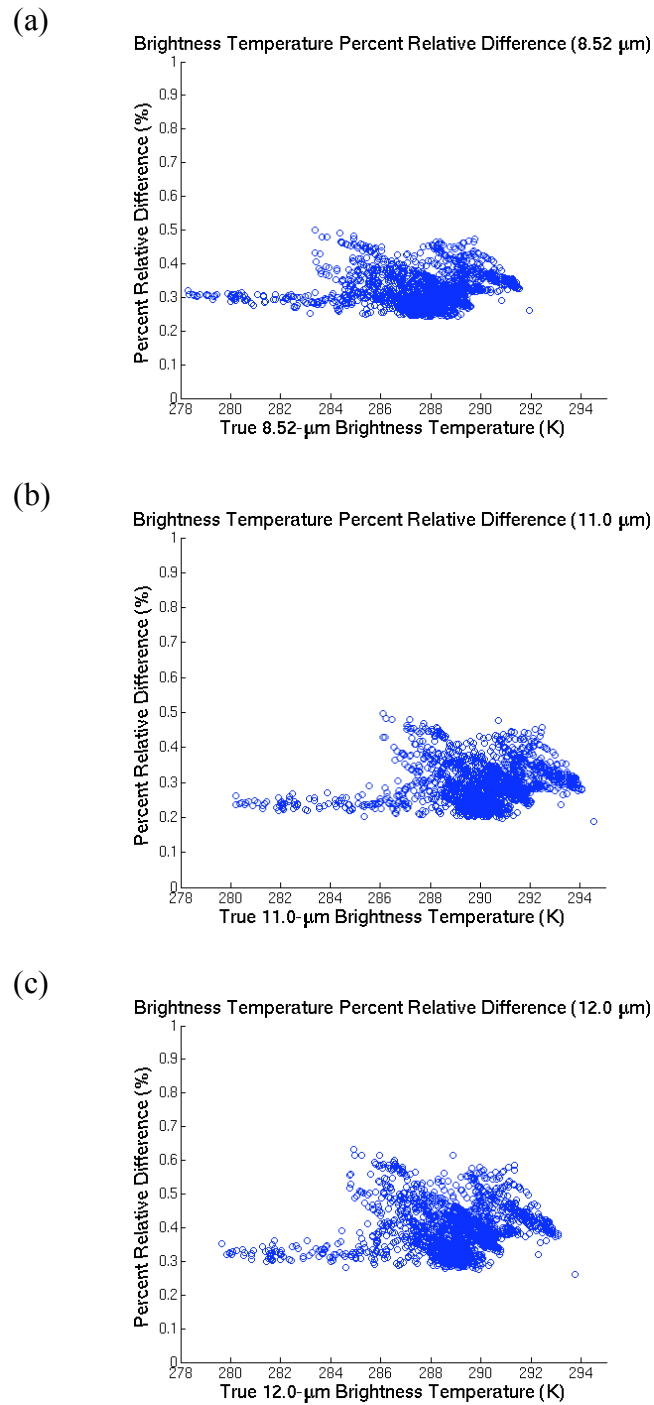 (a)
Brightness Temperature Percent Relative Difference (8.52 µm)
Percent Relative Difference (%)
1
0.9
0.8
0.7
0.6
0.5
0.4
0.3
0.2
0.1
0
278 280 282 284 286 288 290 292 294
True 8.52-µm Brightness Temperature (K)
(b)
Brightness Temperature Percent Relative Difference (11.0 µm)
Percent Relative Difference (%)
1
0.9
0.8
0.7
0.6
0.5
0.4
0.3
0.2
0.1
0
278 280 282 284 286 288 290 292 294
True 11.0-µm Brightness Temperature (K)
(c)
Brightness Temperature Percent Relative Difference (12.0 µm)
Percent Relative Difference (%)
1
0.9
0.8
0.7
0.6
0.5
0.4
0.3
0.2
0.1
0
278 280 282 284 286 288 290 292 294
True 12.0-µm Brightness Temperature (K)